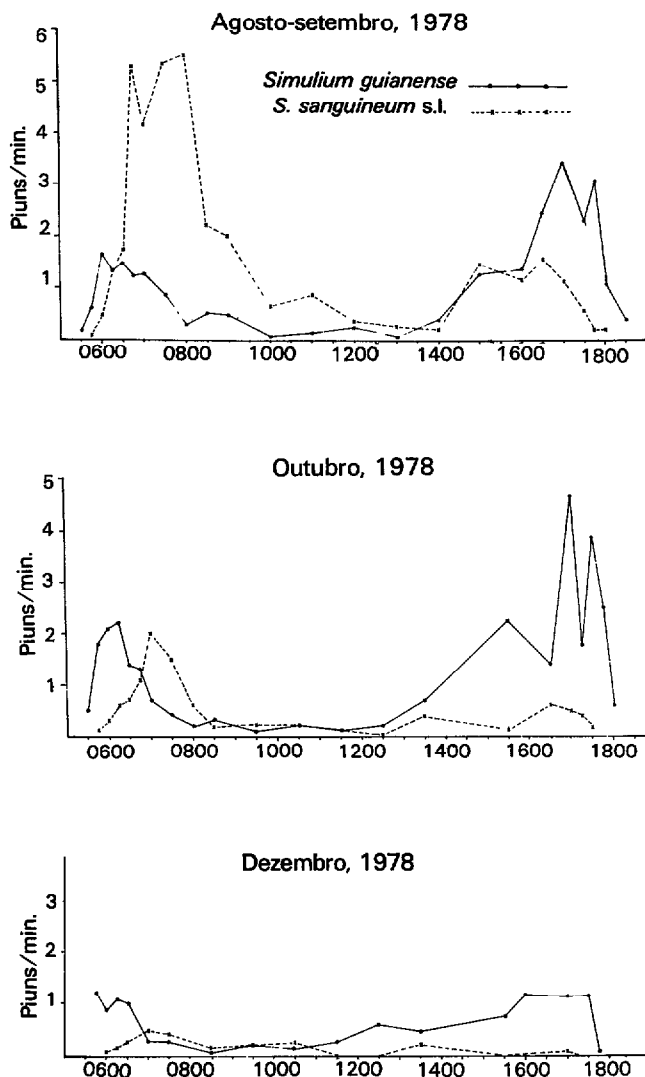 Agosto-setembro, 1978
6
5
4
3
2
1
Piuns/min.
Simulium guianense
S. sanguineum s.l.
0600 0800 1000 1200 1400 1600 1800
Outubro, 1978
5
4
3
2
1
Piuns/min.
0600 0800 1000 1200 1400 1600 1800
Dezembro, 1978
3
2
1
Piuns/min.
0600 0800 1000 1200 1400 1600 1800